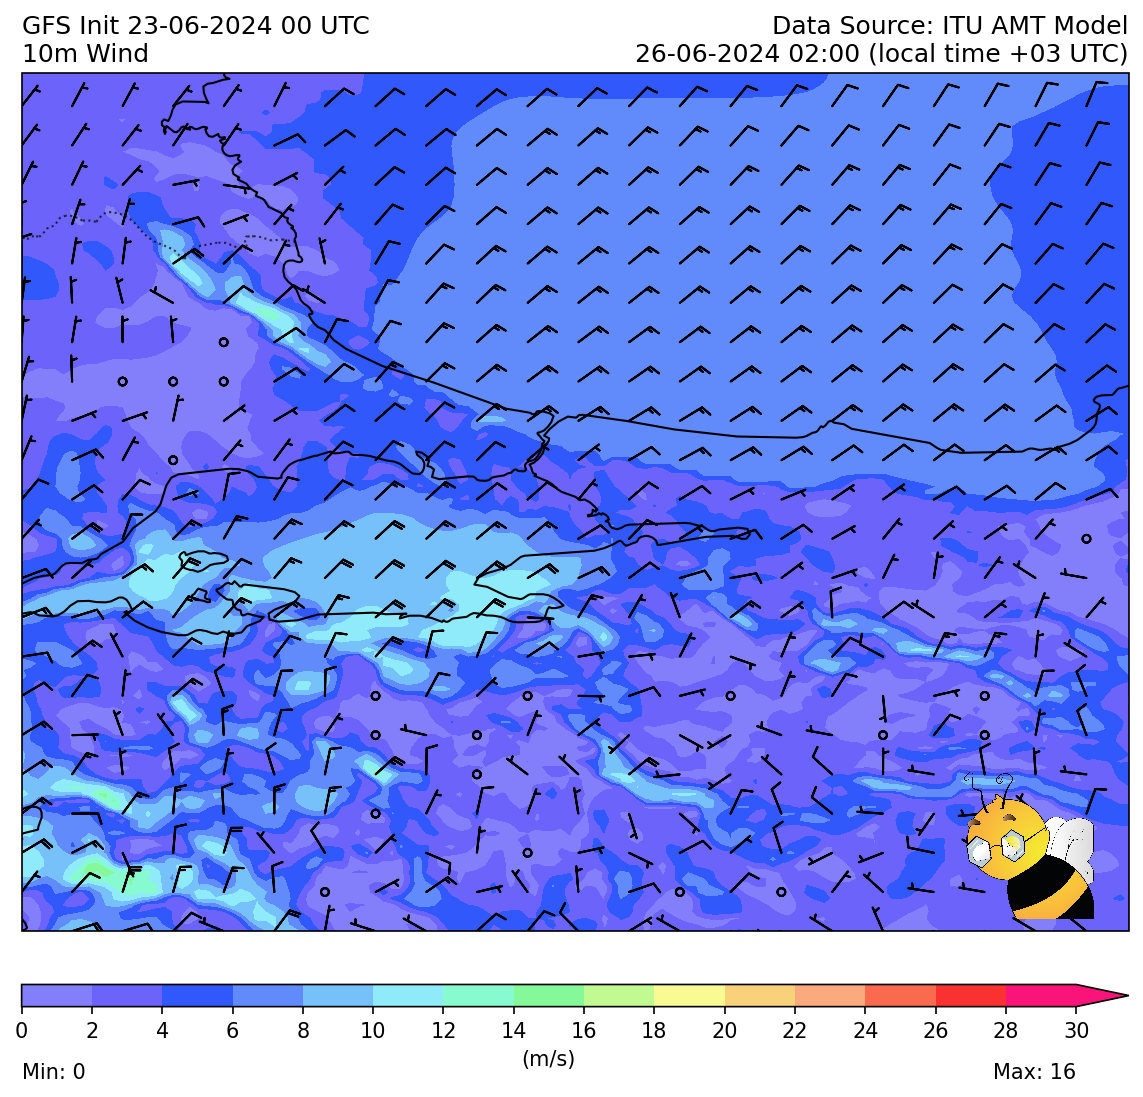 GFS Init 23-06-2024 00 UTC
Data Source: ITU AMT Model
10m Wind
26-06-2024 02:00 (local time +03 UTC)
0 2 4 6 8 10 12 14 16 18 20 22 24 26 28 30
(m/s)
Min: 0
Max: 16